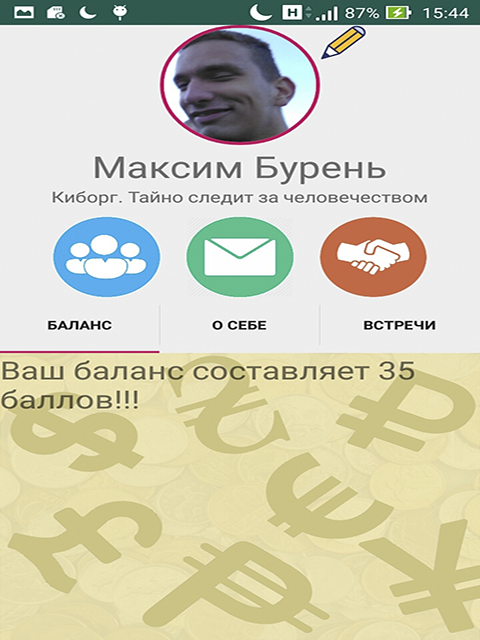 H 87% 15:44
Максим Бурень
Киборг. Тайно следит за человечеством
БАЛАНС О СЕБЕ ВСТРЕЧИ
Ваш баланс составляет 35
баллов!!!